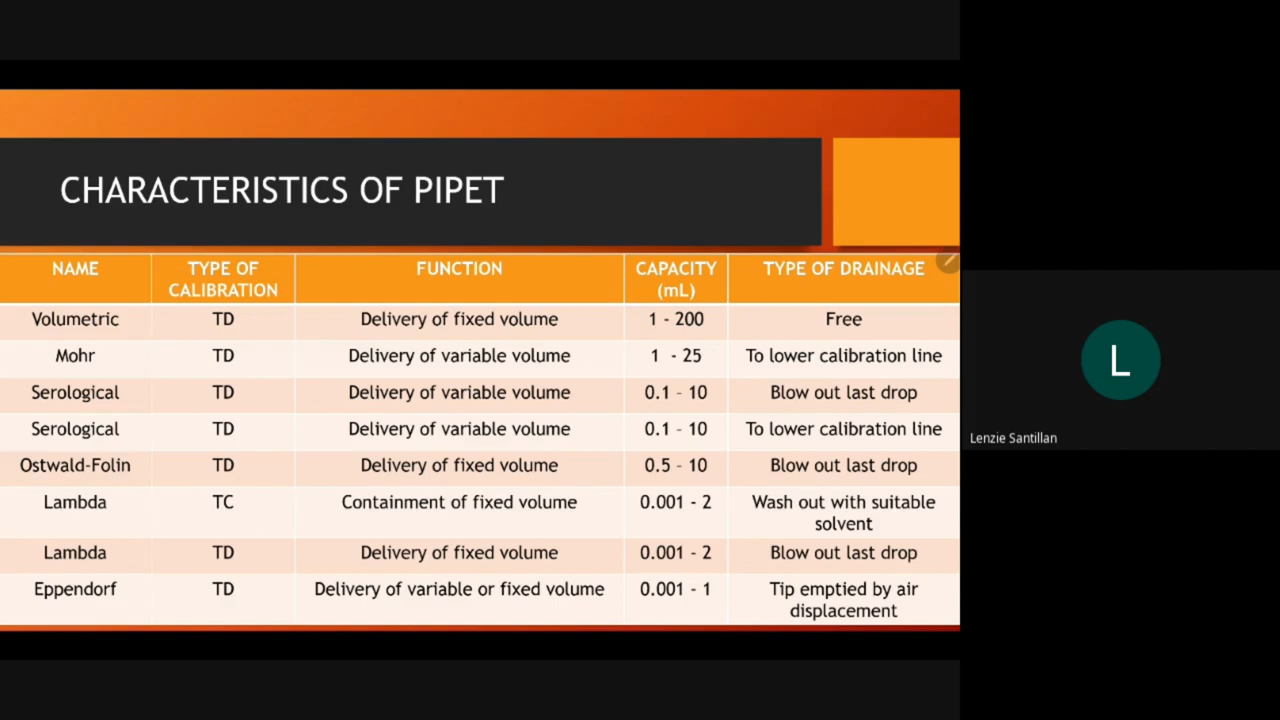 CHARACTERISTICS OF PIPET
NAME TYPE OF CALIBRATION FUNCTION CAPACITY (mL) TYPE OF DRAINAGE
Volumetric TD Delivery of fixed volume 1 - 200 Free
Mohr TD Delivery of variable volume 1 - 25 To lower calibration line
Serological TD Delivery of variable volume 0.1 - 10 Blow out last drop
Serological TD Delivery of variable volume 0.1 - 10 To lower calibration line
Ostwald-Folin TD Delivery of fixed volume 0.5 - 10 Blow out last drop
Lambda TC Containment of fixed volume 0.001 - 2 Wash out with suitable solvent
Lambda TD Delivery of fixed volume 0.001 - 2 Blow out last drop
Eppendorf TD Delivery of variable or fixed volume 0.001 - 1 Tip emptied by air displacement
L
Lenzie Santillan